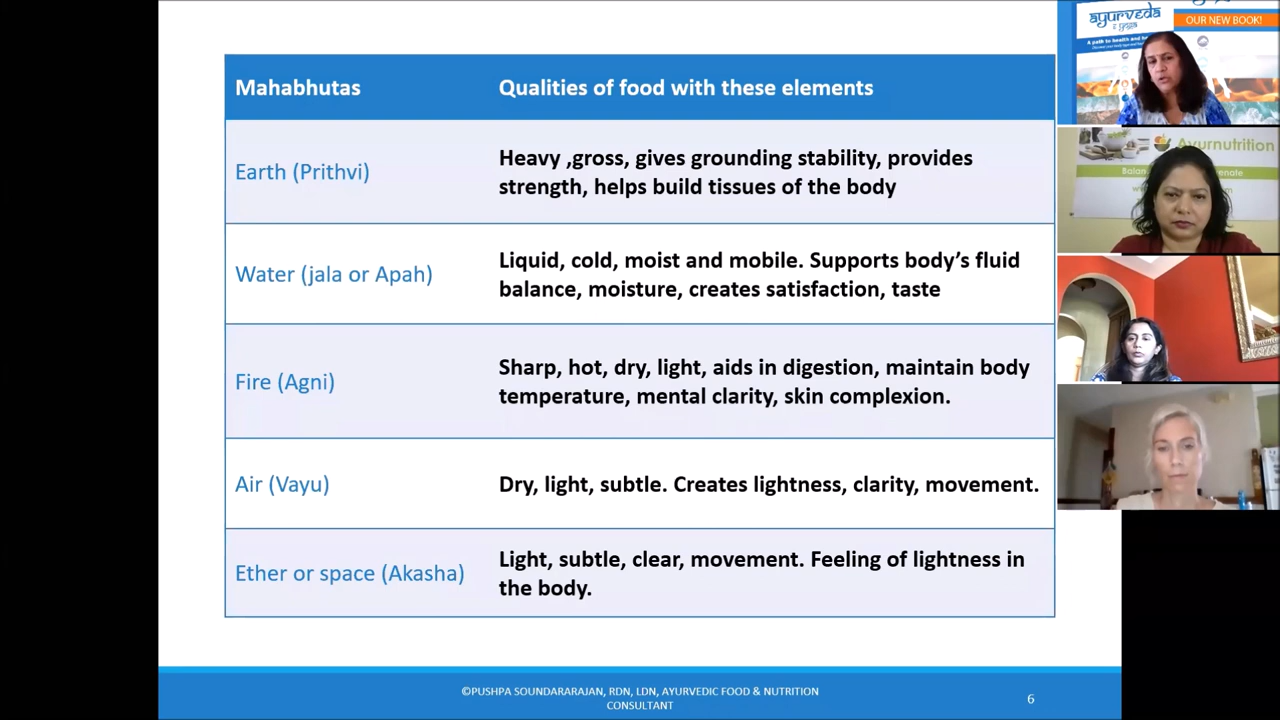 Mahabhutas
Qualities of food with these elements
Earth (Prithvi)
Heavy ,gross, gives grounding stability, provides
strength, helps build tissues of the body
Water (jala or Apah)
Liquid, cold, moist and mobile. Supports body’s fluid
balance, moisture, creates satisfaction, taste
Fire (Agni)
Sharp, hot, dry, light, aids in digestion, maintain body
temperature, mental clarity, skin complexion.
Air (Vayu)
Dry, light, subtle. Creates lightness, clarity, movement.
Ether or space (Akasha)
Light, subtle, clear, movement. Feeling of lightness in
the body.
©PUSHPA SOUNDARARAJAN, RDN, LDN, AYURVEDIC FOOD & NUTRITION
CONSULTANT
6
ayurveda
OUR NEW BOOK!
A path to health and
Ayurnutrition